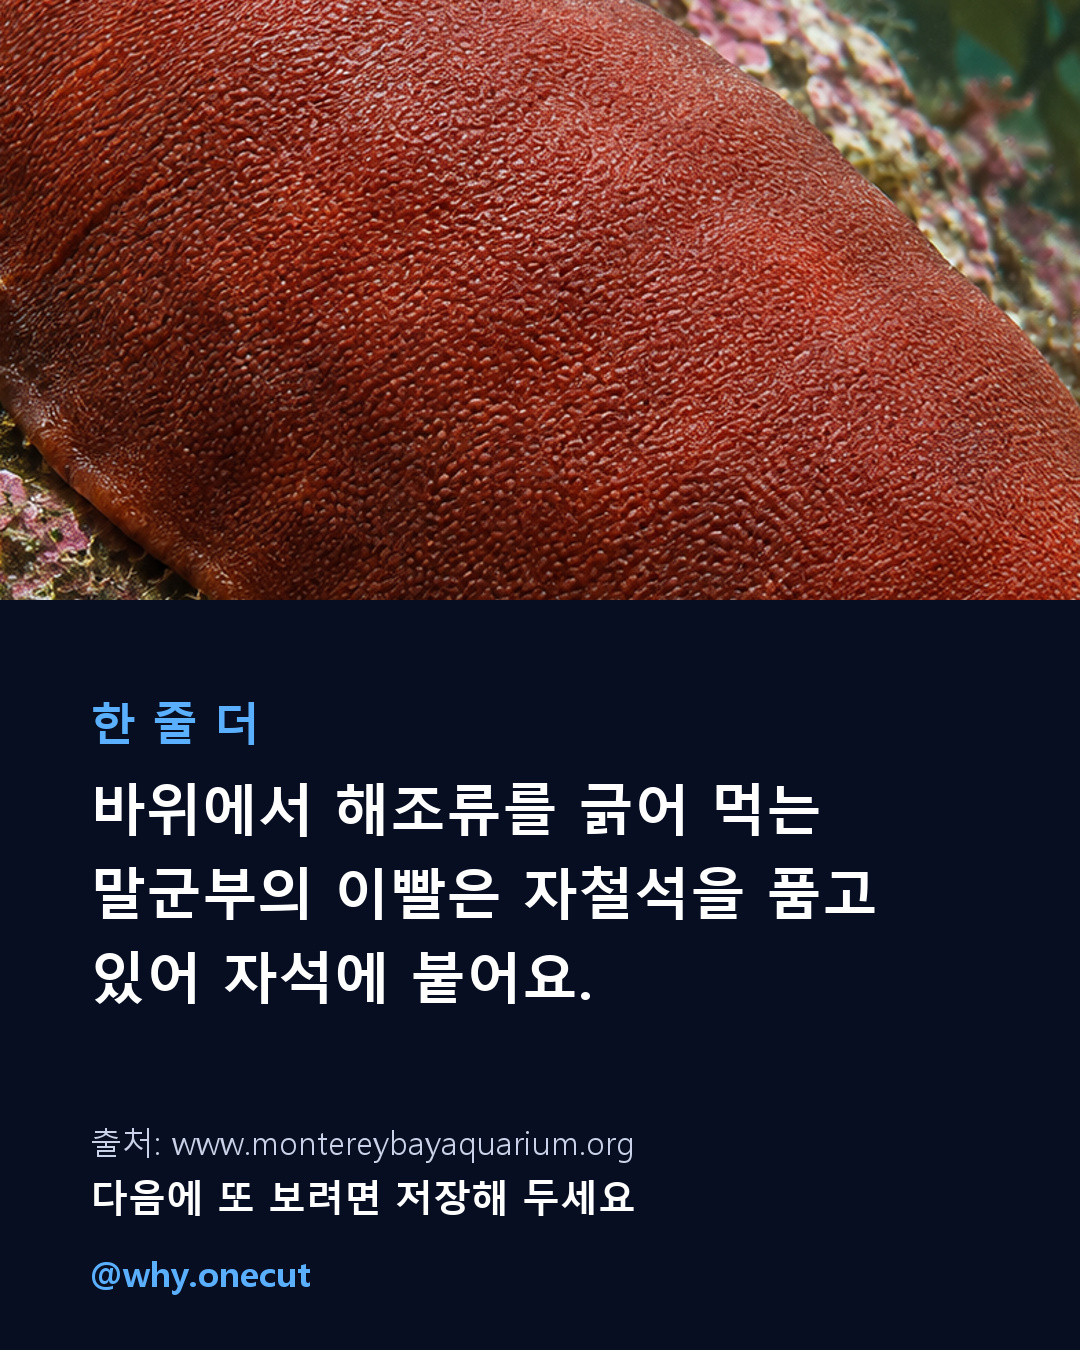 한 줄 더
바위에서 해조류를 긁어 먹는
말군부의 이빨은 자철석을 품고
있어 자석에 붙어요.
출처: www.montereybayaquarium.org
다음에 또 보려면 저장해 두세요
@why.onecut